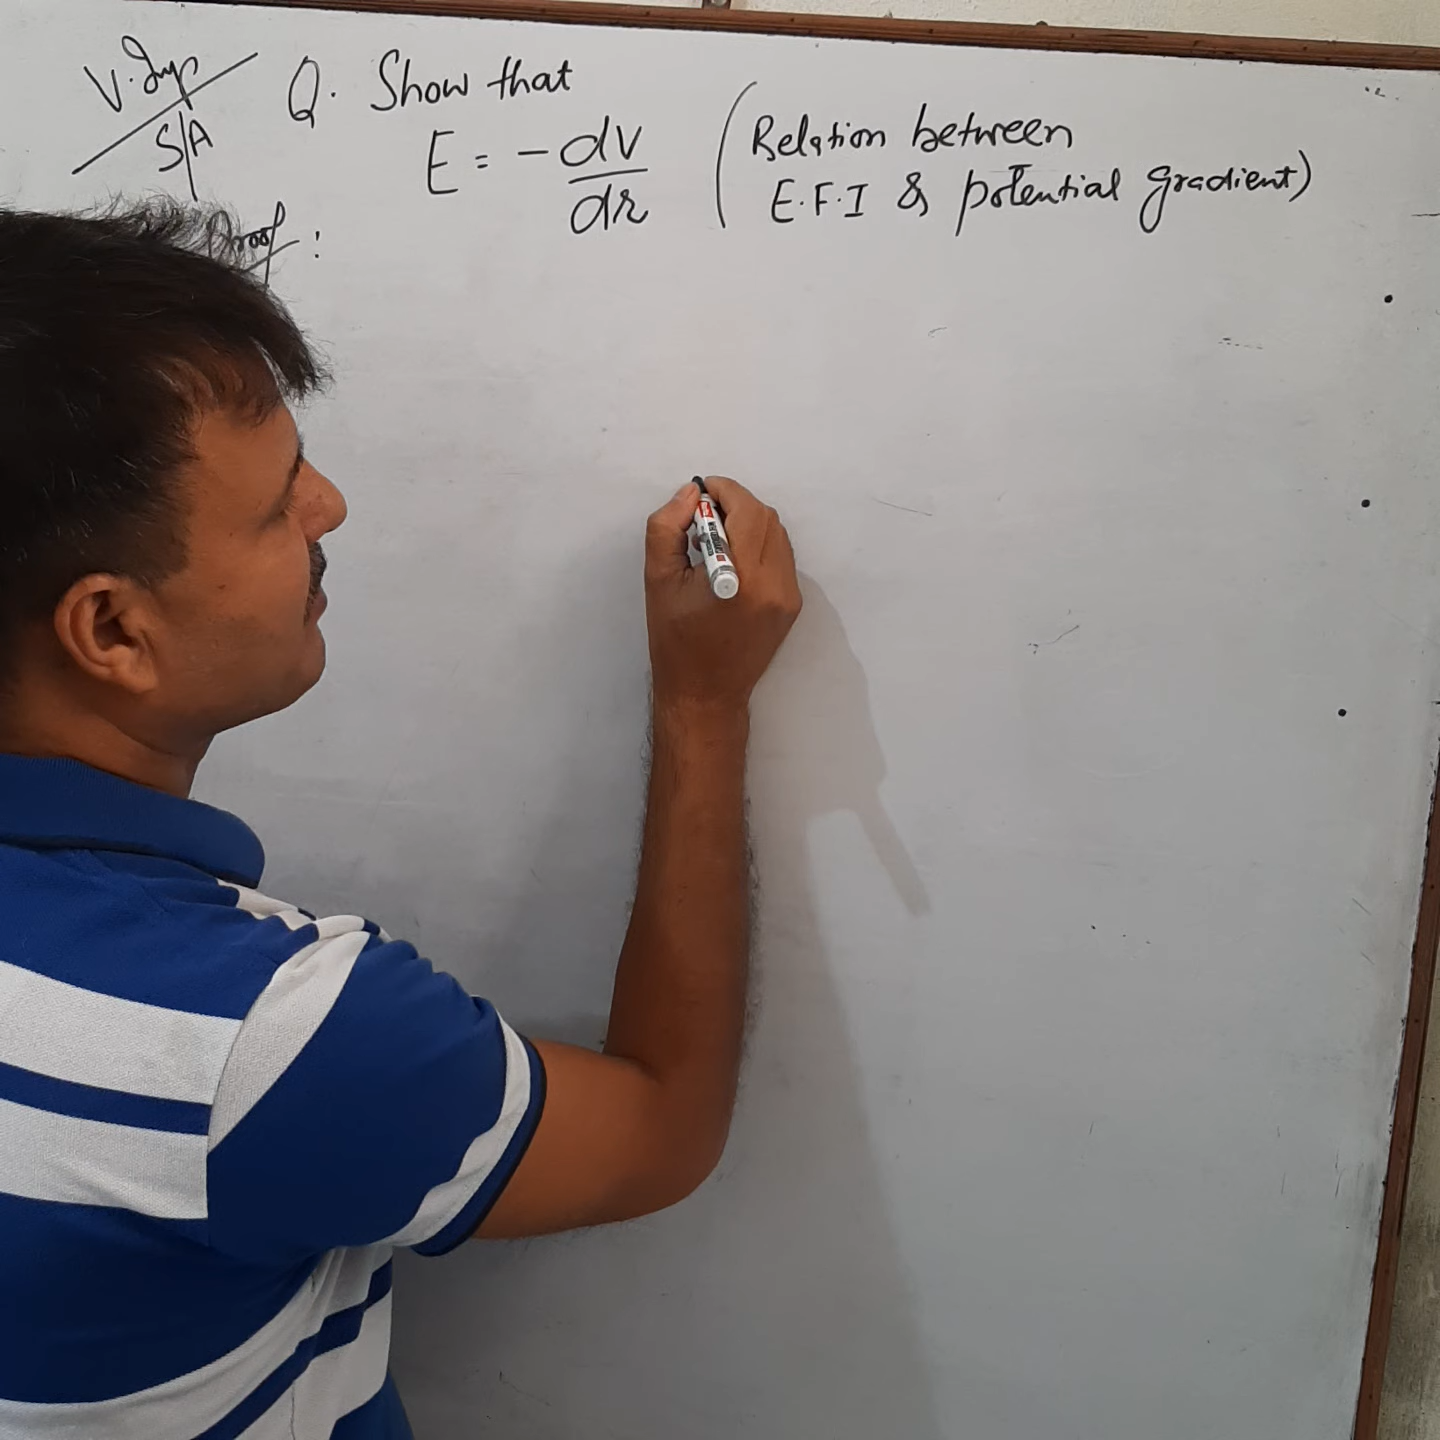 V. Imp
S/A
Q. Show that
E = - dV/dr
(Relation between
E.F.I & potential gradient)
Proof :